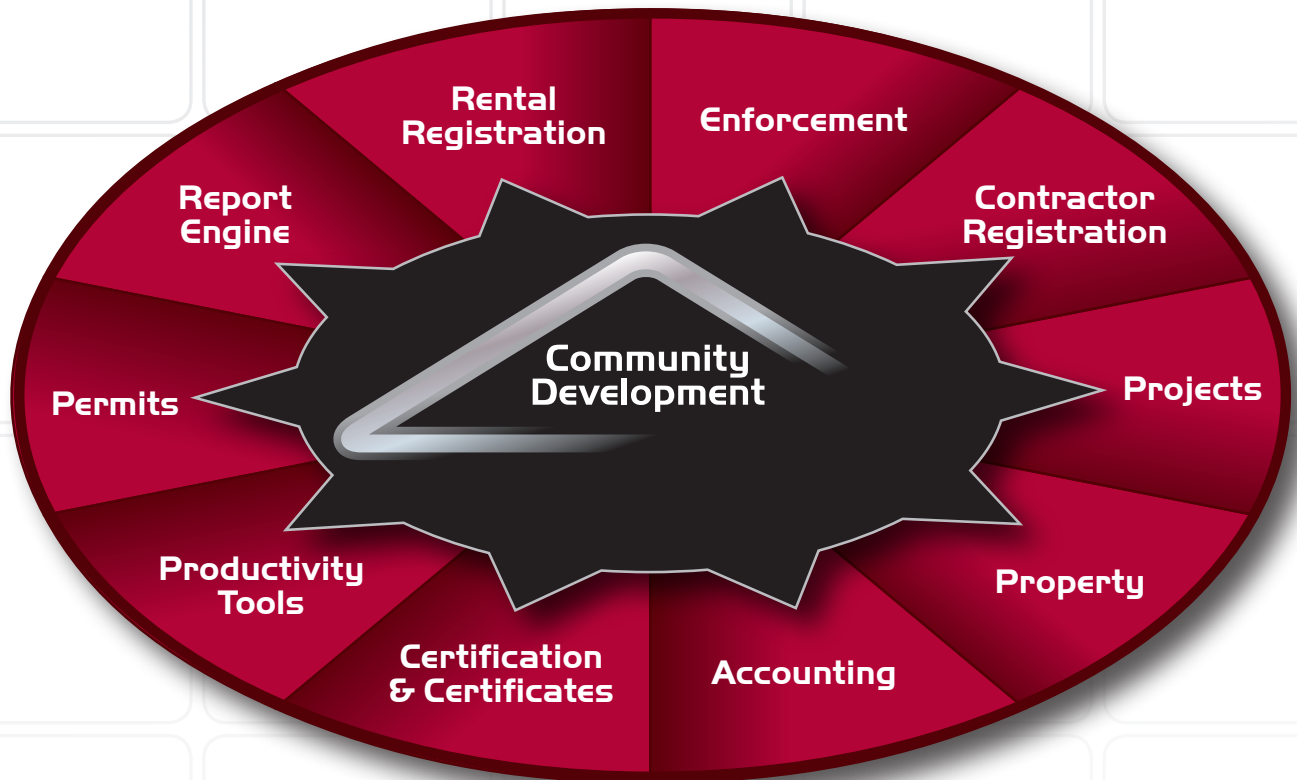 Rental
Registration
Enforcement
Report
Engine
Contractor
Registration
Community
Development
Permits
Projects
Productivity
Tools
Property
Certification
& Certificates
Accounting